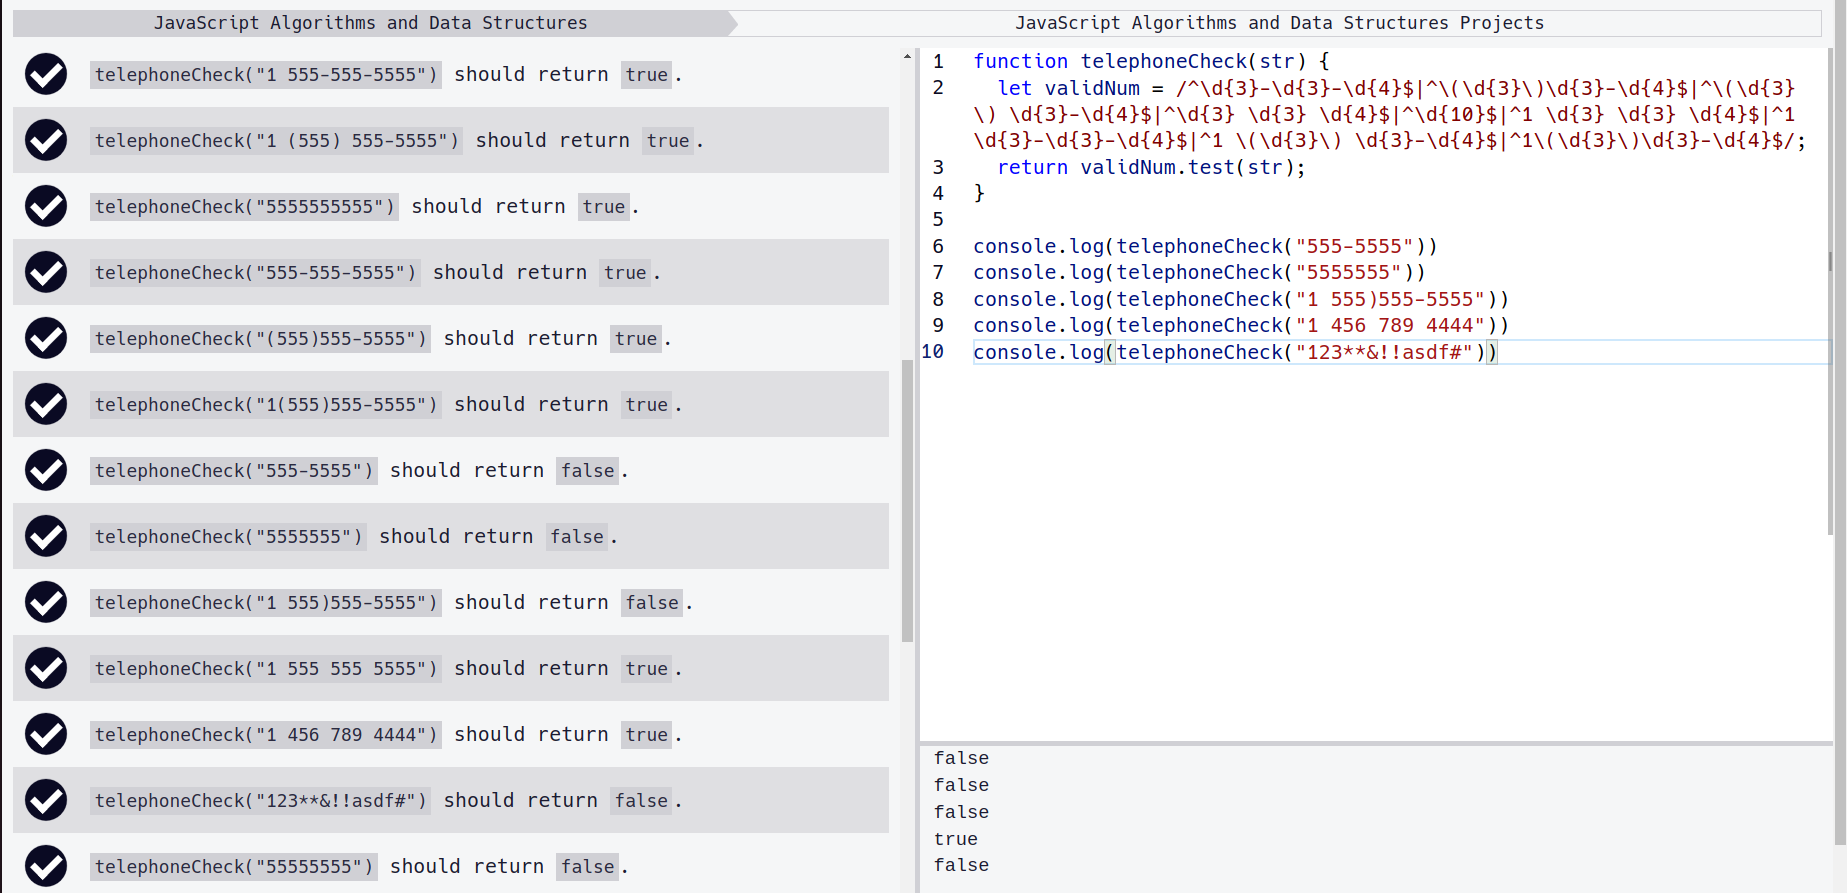 JavaScript Algorithms and Data Structures
JavaScript Algorithms and Data Structures Projects
telephoneCheck("1 555-555-5555") should return true.
telephoneCheck("1 (555) 555-5555") should return true.
telephoneCheck("5555555555") should return true.
telephoneCheck("555-555-5555") should return true.
telephoneCheck("(555)555-5555") should return true.
telephoneCheck("1(555)555-5555") should return true.
telephoneCheck("555-5555") should return false.
telephoneCheck("5555555") should return false.
telephoneCheck("1 555)555-5555") should return false.
telephoneCheck("1 555 555 5555") should return true.
telephoneCheck("1 456 789 4444") should return true.
telephoneCheck("123**&!!asdf#") should return false.
telephoneCheck("55555555") should return false.
1 function telephoneCheck(str) {
2 let validNum = /^\d{3}-\d{3}-\d{4}$|^\(\d{3}\)\d{3}-\d{4}$|^\(\d{3}
\) \d{3}-\d{4}$|^\d{3} \d{3} \d{4}$|^\d{10}$|^1 \d{3} \d{3} \d{4}$|^1
\d{3}-\d{3}-\d{4}$|^1 \(\d{3}\) \d{3}-\d{4}$|^1\(\d{3}\)\d{3}-\d{4}$/;
3 return validNum.test(str);
4 }
5
6 console.log(telephoneCheck("555-5555"))
7 console.log(telephoneCheck("5555555"))
8 console.log(telephoneCheck("1 555)555-5555"))
9 console.log(telephoneCheck("1 456 789 4444"))
10 console.log(telephoneCheck("123**&!!asdf#"))
false
false
false
true
false